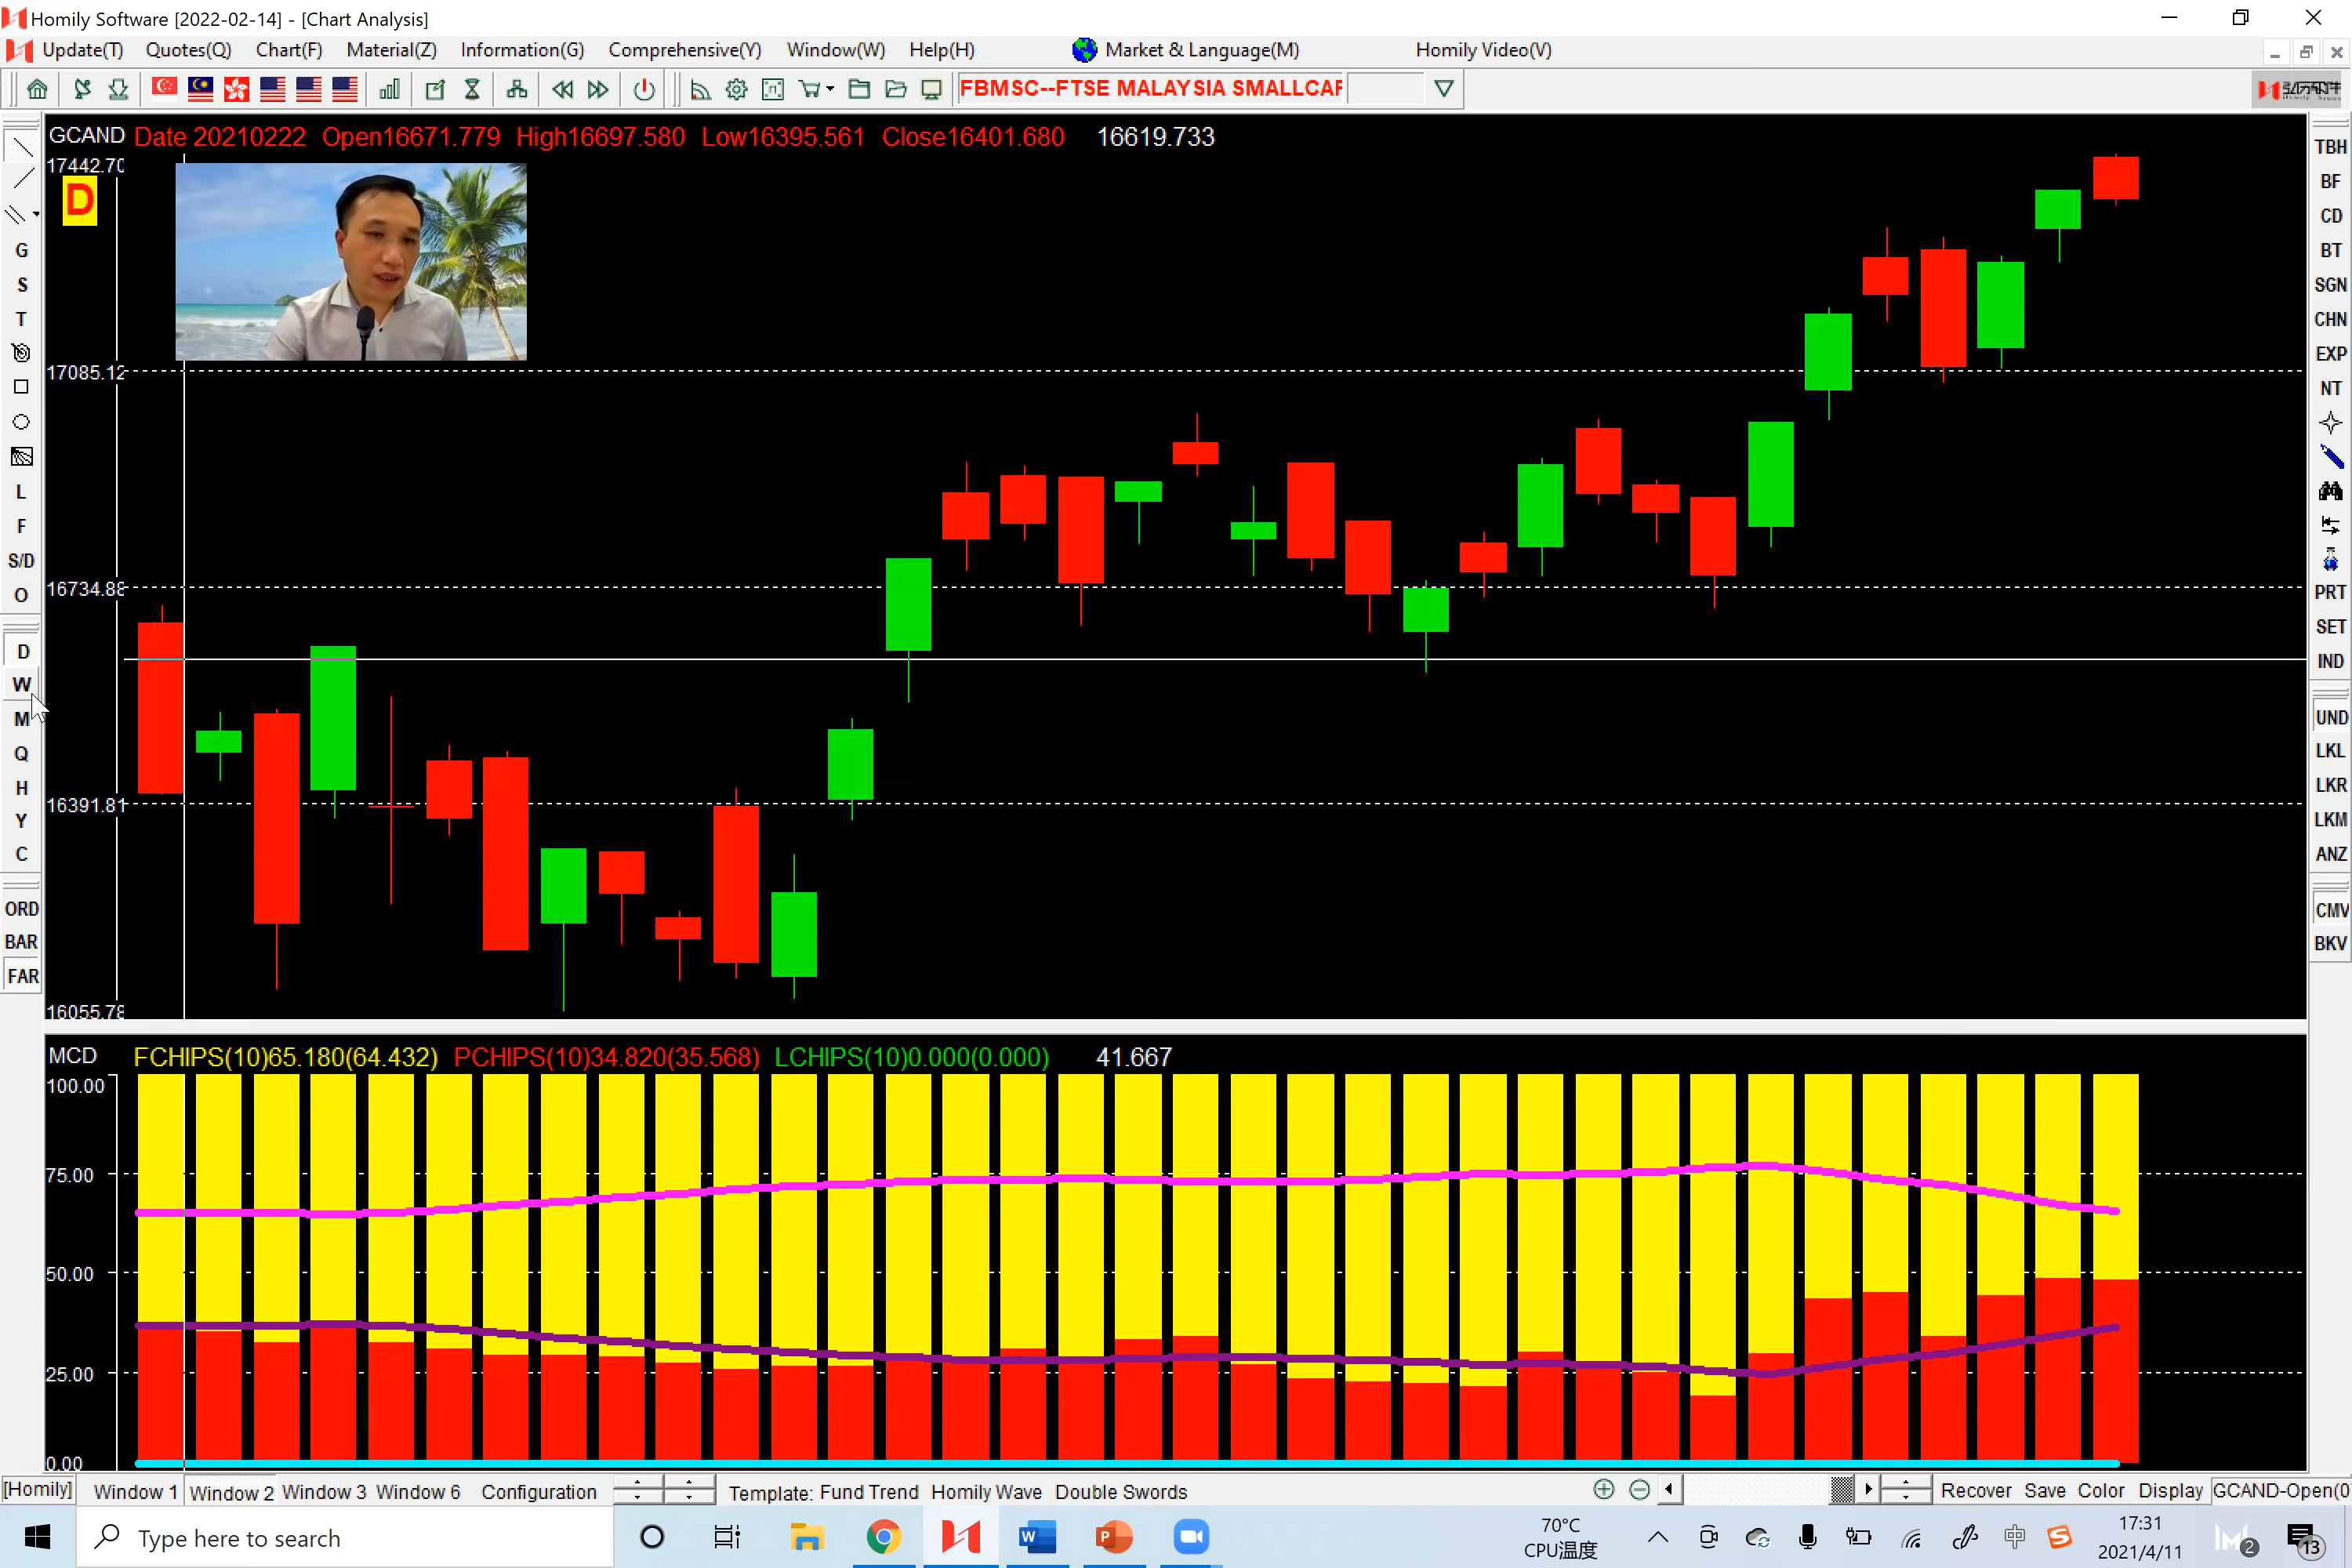 Homily Software [2022-02-14] - [Chart Analysis]
Update(T) Quotes(Q) Chart(F) Material(Z) Information(G) Comprehensive(Y) Window(W) Help(H) Market & Language(M) Homily Video(V)
FBMSC--FTSE MALAYSIA SMALLCAF
GCAND Date 20210222 Open16671.779 High16697.580 Low16395.561 Close16401.680 16619.733
17442.70
D
17085.12
16734.88
16391.81
16055.78
G
S
T
L
F
S/D
O
D
W
M
Q
H
Y
C
ORD
BAR
FAR
TBH
BF
CD
BT
SGN
CHN
EXP
NT
PRT
SET
IND
UND
LKL
LKR
LKM
ANZ
CMV
BKV
MCD FCHIPS(10)65.180(64.432) PCHIPS(10)34.820(35.568) LCHIPS(10)0.000(0.000) 41.667
100.00
75.00
50.00
25.00
0.00
[Homily] Window 1 Window 2 Window 3 Window 6 Configuration Template: Fund Trend Homily Wave Double Swords Recover Save Color Display GCAND-Open(0
Type here to search
70°C
CPU温度
中
17:31
2021/4/11
2
13